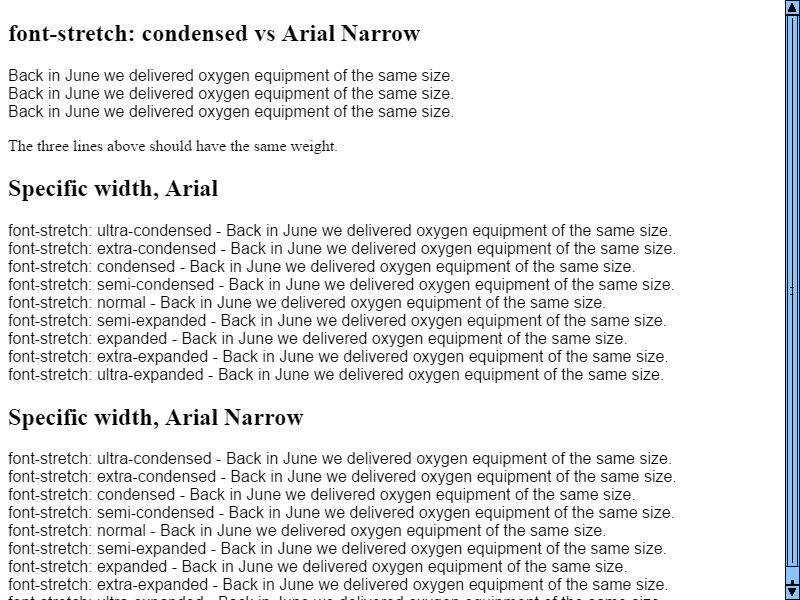 font-stretch: condensed vs Arial Narrow
Back in June we delivered oxygen equipment of the same size.
Back in June we delivered oxygen equipment of the same size.
Back in June we delivered oxygen equipment of the same size.
The three lines above should have the same weight.
Specific width, Arial
font-stretch: ultra-condensed - Back in June we delivered oxygen equipment of the same size.
font-stretch: extra-condensed - Back in June we delivered oxygen equipment of the same size.
font-stretch: condensed - Back in June we delivered oxygen equipment of the same size.
font-stretch: semi-condensed - Back in June we delivered oxygen equipment of the same size.
font-stretch: normal - Back in June we delivered oxygen equipment of the same size.
font-stretch: semi-expanded - Back in June we delivered oxygen equipment of the same size.
font-stretch: expanded - Back in June we delivered oxygen equipment of the same size.
font-stretch: extra-expanded - Back in June we delivered oxygen equipment of the same size.
font-stretch: ultra-expanded - Back in June we delivered oxygen equipment of the same size.
Specific width, Arial Narrow
font-stretch: ultra-condensed - Back in June we delivered oxygen equipment of the same size.
font-stretch: extra-condensed - Back in June we delivered oxygen equipment of the same size.
font-stretch: condensed - Back in June we delivered oxygen equipment of the same size.
font-stretch: semi-condensed - Back in June we delivered oxygen equipment of the same size.
font-stretch: normal - Back in June we delivered oxygen equipment of the same size.
font-stretch: semi-expanded - Back in June we delivered oxygen equipment of the same size.
font-stretch: expanded - Back in June we delivered oxygen equipment of the same size.
font-stretch: extra-expanded - Back in June we delivered oxygen equipment of the same size.